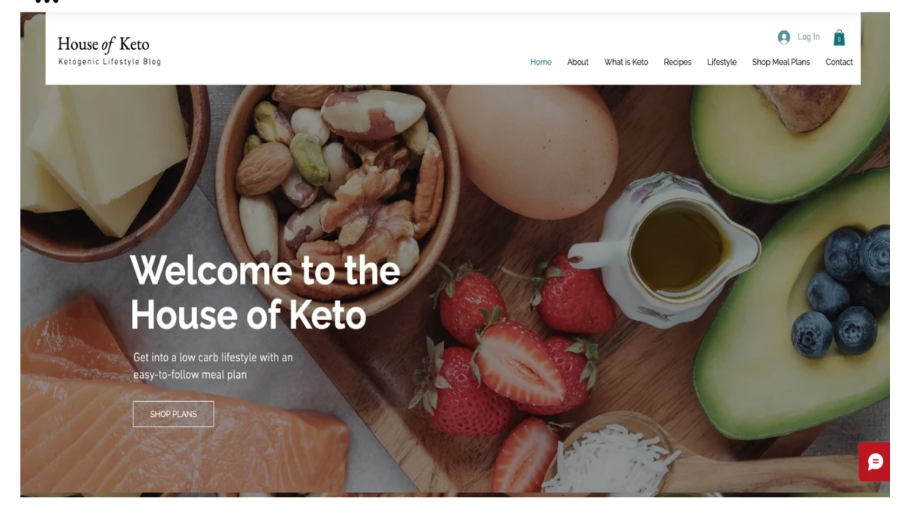 House of Keto
Ketogenic Lifestyle Blog
Log In
0
Home About What is Keto Recipes Lifestyle Shop Meal Plans Contact
Welcome to the
House of Keto
Get into a low carb lifestyle with an
easy-to-follow meal plan
SHOP PLANS